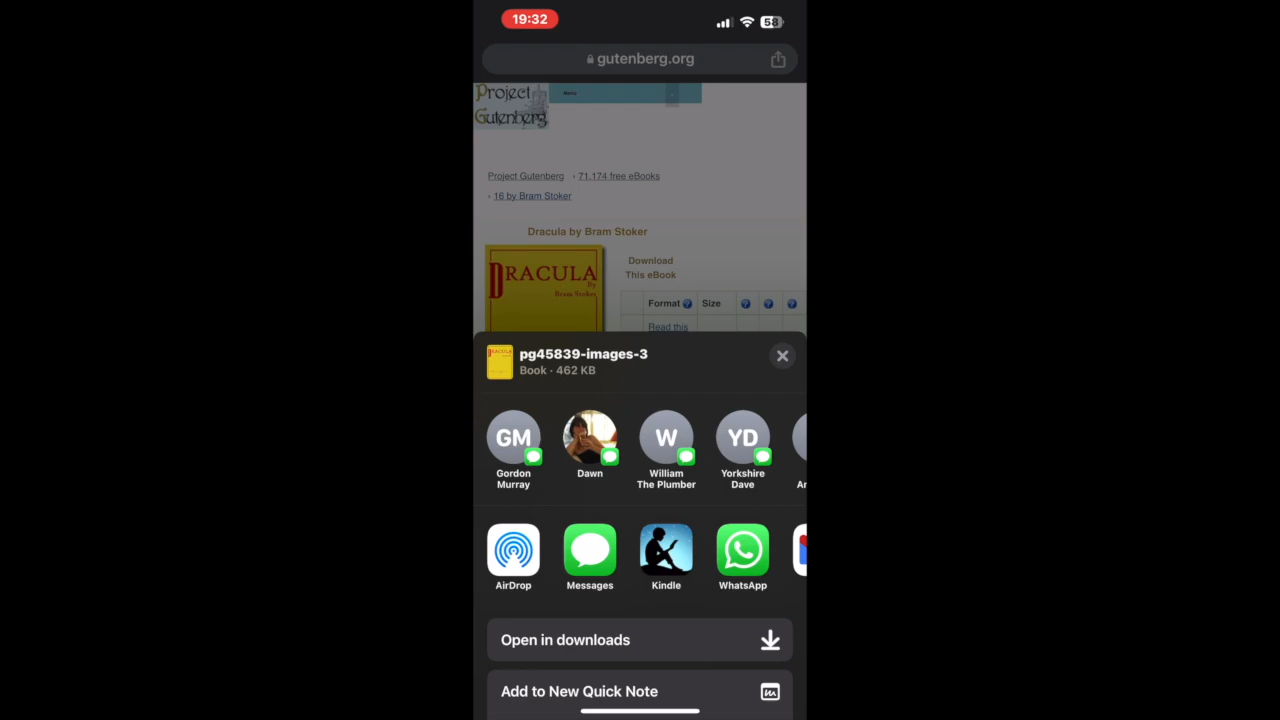 19:32
58
gutenberg.org
Project
Gutenberg
Menu
Project Gutenberg
71,174 free eBooks
16 by Bram Stoker
Dracula by Bram Stoker
DRACULA
By
Bram Stoker
Download
This eBook
Format ? Size ? ? ?
Read this
pg45839-images-3
Book · 462 KB
GM W YD
Gordon
Murray
Dawn
William
The Plumber
Yorkshire
Dave
AirDrop
Messages
Kindle
WhatsApp
Open in downloads
Add to New Quick Note